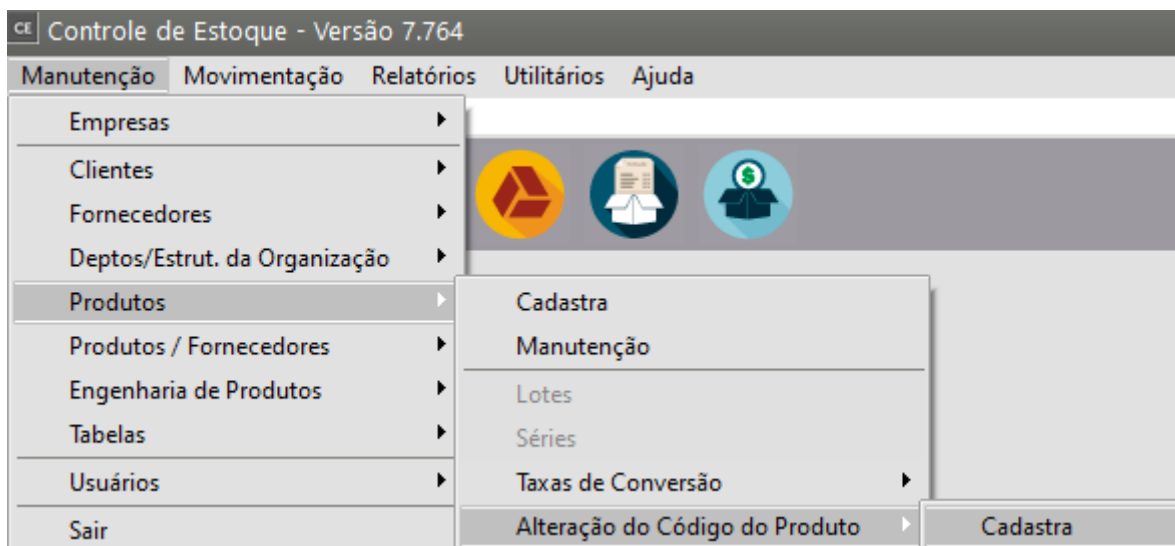 CE Controle de Estoque - Versão 7.764
Manutenção Movimentação Relatórios Utilitários Ajuda
Empresas
Clientes
Fornecedores
Deptos/Estrut. da Organização
Produtos
Produtos / Fornecedores
Engenharia de Produtos
Tabelas
Usuários
Sair
Cadastra
Manutenção
Lotes
Séries
Taxas de Conversão
Alteração do Código do Produto
Cadastra